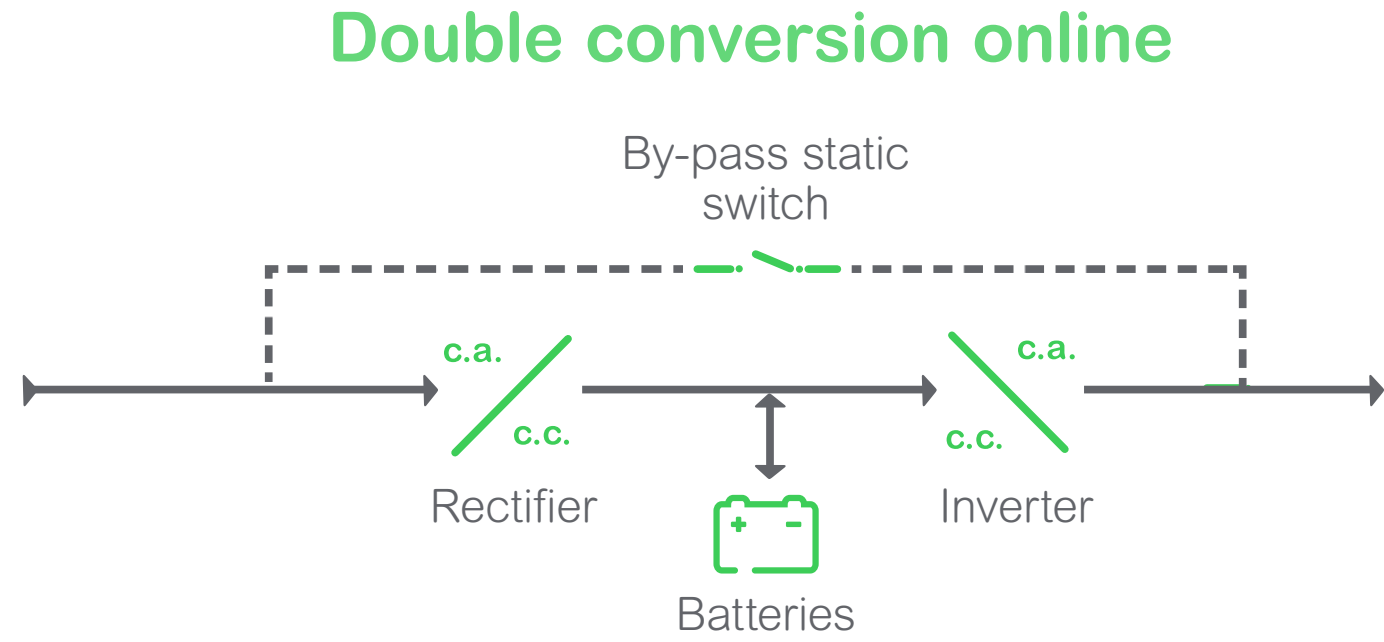 Double conversion online
By-pass static
switch
c.a.
c.c.
Rectifier
c.a.
c.c.
Inverter
+ -
Batteries